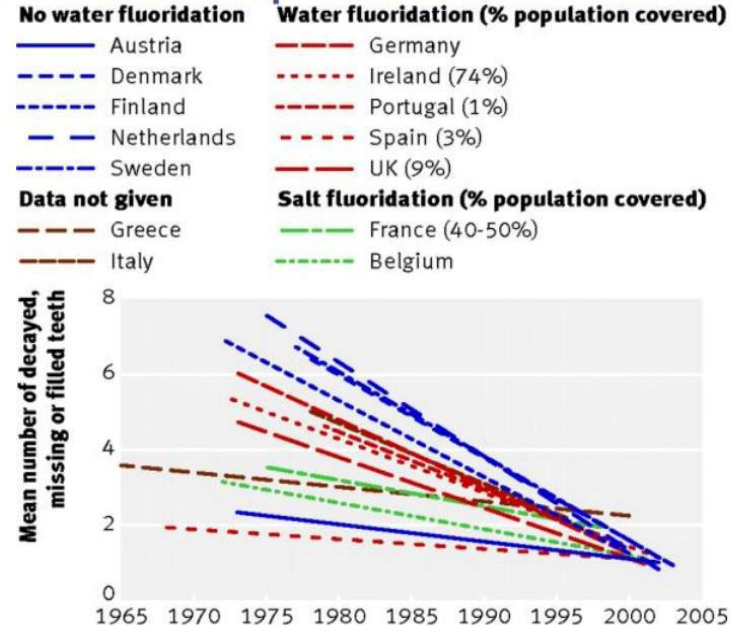 No water fluoridation
Austria
Denmark
Finland
Netherlands
Sweden
Water fluoridation (% population covered)
Germany
Ireland (74%)
Portugal (1%)
Spain (3%)
UK (9%)
Data not given
Greece
Italy
Salt fluoridation (% population covered)
France (40-50%)
Belgium
Mean number of decayed,
missing or filled teeth
8
6
4
2
0
1965 1970 1975 1980 1985 1990 1995 2000 2005